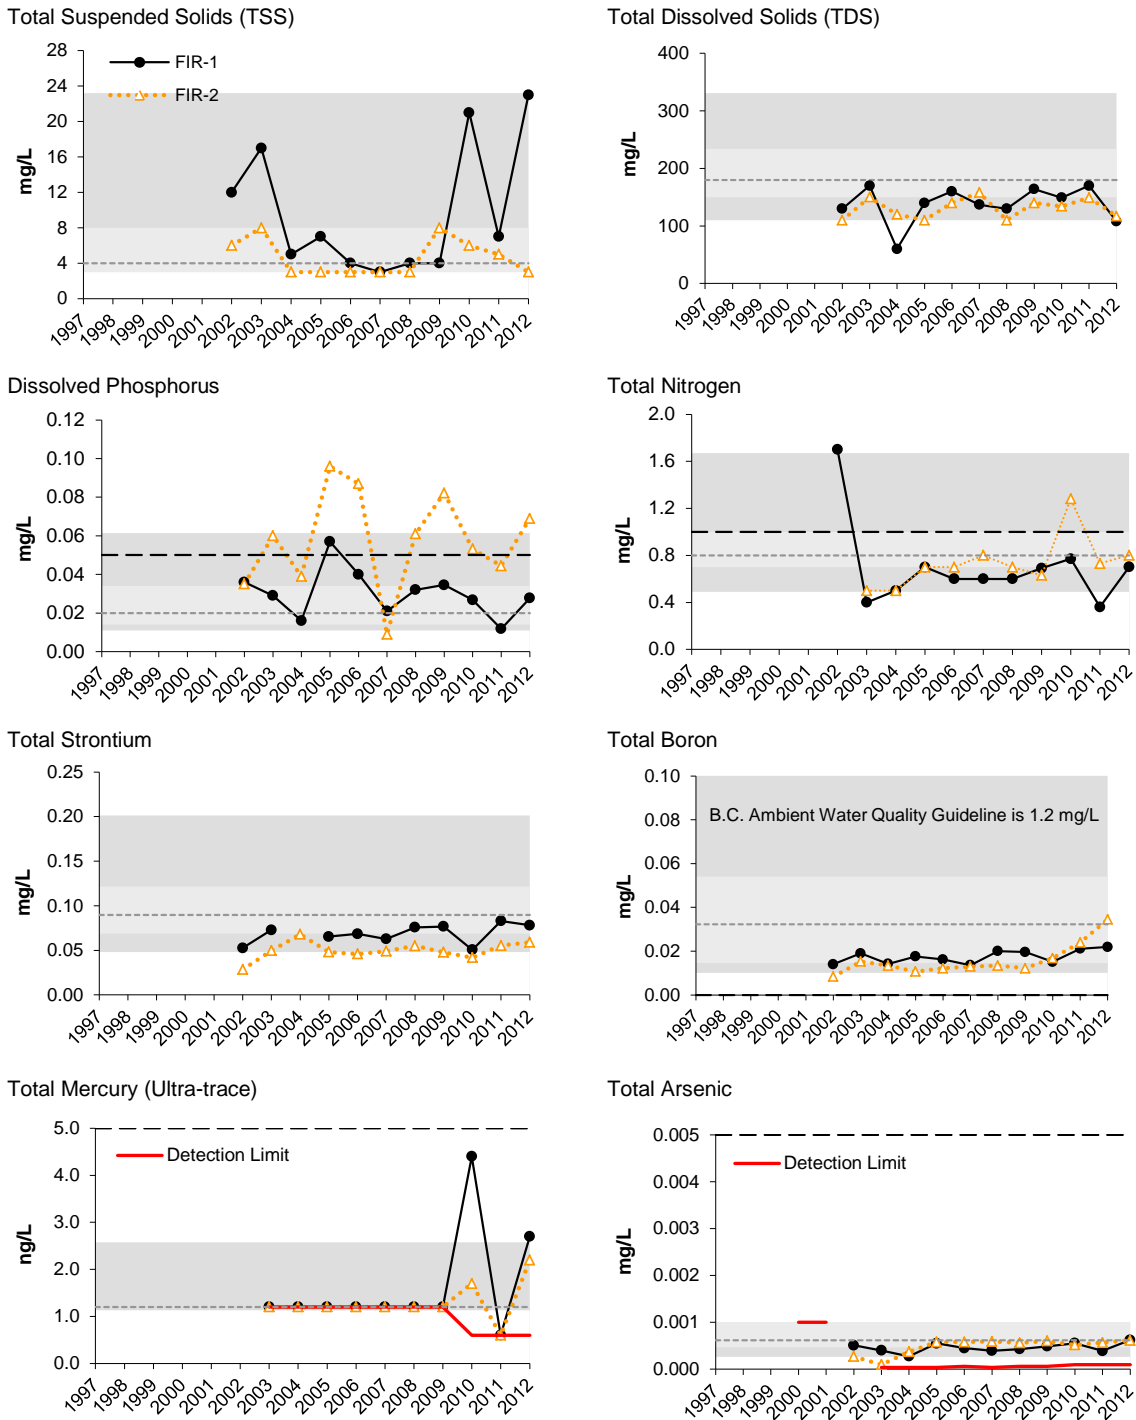 Total Suspended Solids (TSS)
28
24
20
16
12
8
4
0
mg/L
FIR-1
FIR-2
1997 1998 1999 2000 2001 2002 2003 2004 2005 2006 2007 2008 2009 2010 2011 2012
Total Dissolved Solids (TDS)
400
300
200
100
0
mg/L
1997 1998 1999 2000 2001 2002 2003 2004 2005 2006 2007 2008 2009 2010 2011 2012
Dissolved Phosphorus
0.12
0.10
0.08
0.06
0.04
0.02
0.00
mg/L
1997 1998 1999 2000 2001 2002 2003 2004 2005 2006 2007 2008 2009 2010 2011 2012
Total Nitrogen
2.0
1.6
1.2
0.8
0.4
0.0
mg/L
1997 1998 1999 2000 2001 2002 2003 2004 2005 2006 2007 2008 2009 2010 2011 2012
Total Strontium
0.25
0.20
0.15
0.10
0.05
0.00
mg/L
1997 1998 1999 2000 2001 2002 2003 2004 2005 2006 2007 2008 2009 2010 2011 2012
Total Boron
0.10
0.08
0.06
0.04
0.02
0.00
mg/L
B.C. Ambient Water Quality Guideline is 1.2 mg/L
1997 1998 1999 2000 2001 2002 2003 2004 2005 2006 2007 2008 2009 2010 2011 2012
Total Mercury (Ultra-trace)
5.0
4.0
3.0
2.0
1.0
0.0
ng/L
Detection Limit
1997 1998 1999 2000 2001 2002 2003 2004 2005 2006 2007 2008 2009 2010 2011 2012
Total Arsenic
0.005
0.004
0.003
0.002
0.001
0.000
mg/L
Detection Limit
1997 1998 1999 2000 2001 2002 2003 2004 2005 2006 2007 2008 2009 2010 2011 2012